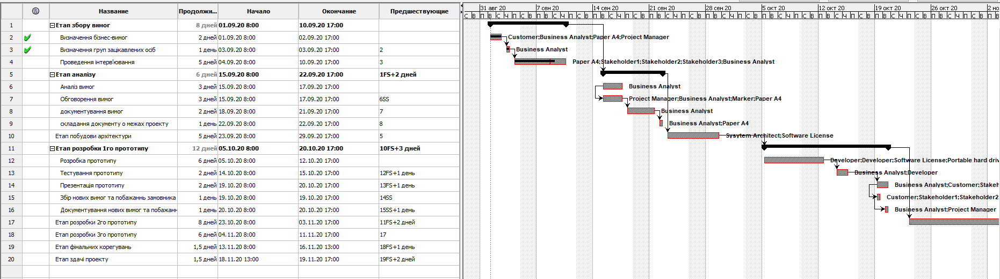 Название Продолжи... Начало Окончание Предшествующие
1 Етап збору вимог 8 дней 01.09.20 8:00 10.09.20 17:00
2 Визначення бізнес-вимог 2 дней 01.09.20 8:00 02.09.20 17:00
3 Визначення груп зацікавлених осіб 1 день 03.09.20 8:00 03.09.20 17:00 2
4 Проведення інтерв'ювання 5 дней 04.09.20 8:00 10.09.20 17:00 3
5 Етап аналізу 6 дней 15.09.20 8:00 22.09.20 17:00 1FS+2 дней
6 Аналіз вимог 3 дней 15.09.20 8:00 17.09.20 17:00
7 Обговорення вимог 3 дней 15.09.20 8:00 17.09.20 17:00 6SS
8 документування вимог 2 дней 18.09.20 8:00 21.09.20 17:00 7
9 складання документу о межах проекту 1 день 22.09.20 8:00 22.09.20 17:00 8
10 Етап побудови архітектури 5 дней 23.09.20 8:00 29.09.20 17:00 5
11 Етап розробки 1го прототипу 12 дней 05.10.20 8:00 20.10.20 17:00 10FS+3 дней
12 Розробка прототипу 6 дней 05.10.20 8:00 12.10.20 17:00
13 Тестування прототипу 2 дней 14.10.20 8:00 15.10.20 17:00 12FS+1 день
14 Презентація прототипу 2 дней 19.10.20 8:00 20.10.20 17:00 13FS+1 день
15 Збір нових вимог та побажань замовника 1 день 19.10.20 8:00 19.10.20 17:00 14SS
16 Документування нових вимог та побажанн 1 день 20.10.20 8:00 20.10.20 17:00 15SS+1 день
17 Етап розробки 2го прототипу 8 дней 23.10.20 8:00 03.11.20 17:00 11FS+2 дней
18 Етап розробки 3го прототипу 6 дней 04.11.20 8:00 11.11.20 17:00 17
19 Етап фінальних корегувань 1,5 дней 13.11.20 8:00 16.11.20 13:00 18FS+1 день
20 Етап здачі проекту 1,5 дней 18.11.20 13:00 19.11.20 17:00 19FS+2 дней
31 авг 20 7 сен 20 14 сен 20 21 сен 20 28 сен 20 5 окт 20 12 окт 20 19 окт 20 26 окт 20 2 но
С В П В С Ч П С В П В С Ч П С В П В С Ч П С В П В С Ч П С В П В С Ч П С В П В С Ч П С В П В С Ч П С В П
Customer;Business Analyst;Paper A4;Project Manager
Business Analyst
Paper A4;Stakeholder1;Stakeholder2;Stakeholder3;Business Analyst
Business Analyst
Project Manager;Business Analyst;Marker;Paper A4
Business Analyst
Business Analyst;Paper A4
Sysytem Architect;Software License
Developer;Developer;Software License;Portable hard driv
Business Analyst;Developer
Business Analyst;Customer;Stakeh
Customer;Stakeholder1;Stakeholder2
Business Analyst;Project Manager